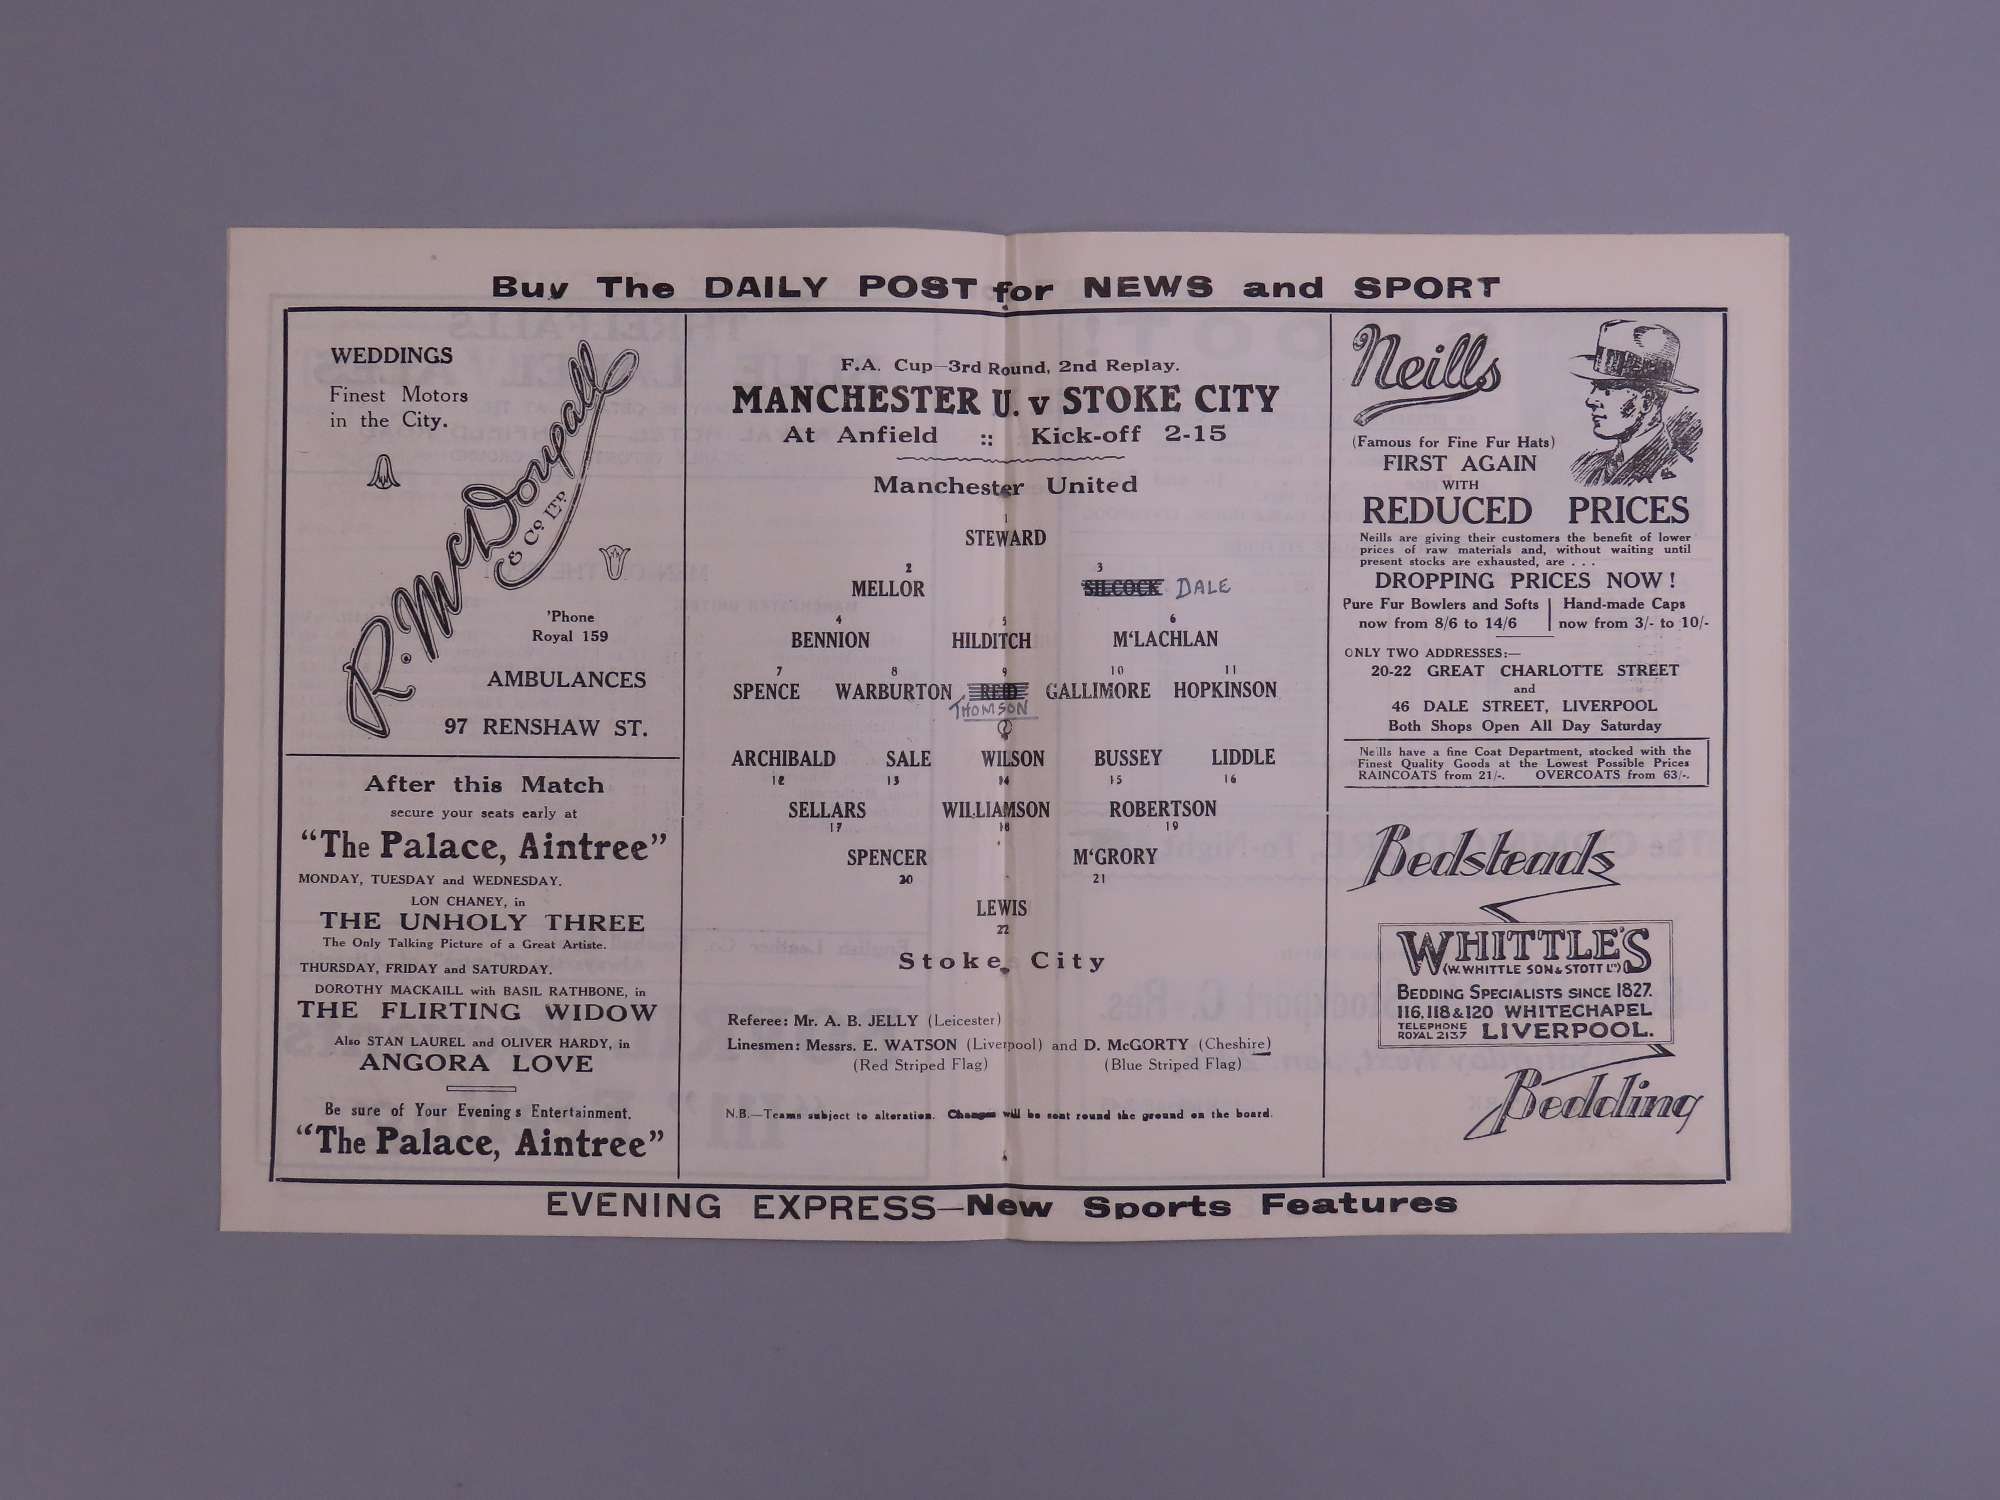 Buy The DAILY POST for NEWS and SPORT
WEDDINGS
Finest Motors
in the City.
R. McDougall
& Co LTD
'Phone
Royal 159
AMBULANCES
97 RENSHAW ST.
After this Match
secure your seats early at
"The Palace, Aintree"
MONDAY, TUESDAY and WEDNESDAY.
LON CHANEY, in
THE UNHOLY THREE
The Only Talking Picture of a Great Artiste.
THURSDAY, FRIDAY and SATURDAY.
DOROTHY MACKAILL with BASIL RATHBONE, in
THE FLIRTING WIDOW
Also STAN LAUREL and OLIVER HARDY, in
ANGORA LOVE
Be sure of Your Evenings Entertainment.
"The Palace, Aintree"
F.A. Cup—3rd Round, 2nd Replay.
MANCHESTER U. v STOKE CITY
At Anfield :: Kick-off 2-15
Manchester United
1
STEWARD
2 3
MELLOR SILCOCK DALE
4 5 6
BENNION HILDITCH M'LACHLAN
7 8 9 10 11
SPENCE WARBURTON REID GALLIMORE HOPKINSON
THOMSON
ARCHIBALD SALE WILSON BUSSEY LIDDLE
12 13 14 15 16
SELLARS WILLIAMSON ROBERTSON
17 18 19
SPENCER M'GRORY
20 21
LEWIS
22
Stoke City
Referee: Mr. A. B. JELLY (Leicester)
Linesmen: Messrs. E. WATSON (Liverpool) and D. McGORTY (Cheshire)
(Red Striped Flag) (Blue Striped Flag)
N.B.—Teams subject to alteration. Changes will be sent round the ground on the board.
Neills
(Famous for Fine Fur Hats)
FIRST AGAIN
WITH
REDUCED PRICES
Neills are giving their customers the benefit of lower
prices of raw materials and, without waiting until
present stocks are exhausted, are . . .
DROPPING PRICES NOW !
Pure Fur Bowlers and Softs | Hand-made Caps
now from 8/6 to 14/6 | now from 3/- to 10/-
ONLY TWO ADDRESSES:—
20-22 GREAT CHARLOTTE STREET
and
46 DALE STREET, LIVERPOOL
Both Shops Open All Day Saturday
Neills have a fine Coat Department, stocked with the
Finest Quality Goods at the Lowest Possible Prices
RAINCOATS from 21/-. OVERCOATS from 63/-.
Bedsteads
WHITTLE'S
(W. WHITTLE SON & STOTT LTD)
BEDDING SPECIALISTS SINCE 1827.
116, 118 & 120 WHITECHAPEL
TELEPHONE
ROYAL 2137 LIVERPOOL.
Bedding
EVENING EXPRESS—New Sports Features